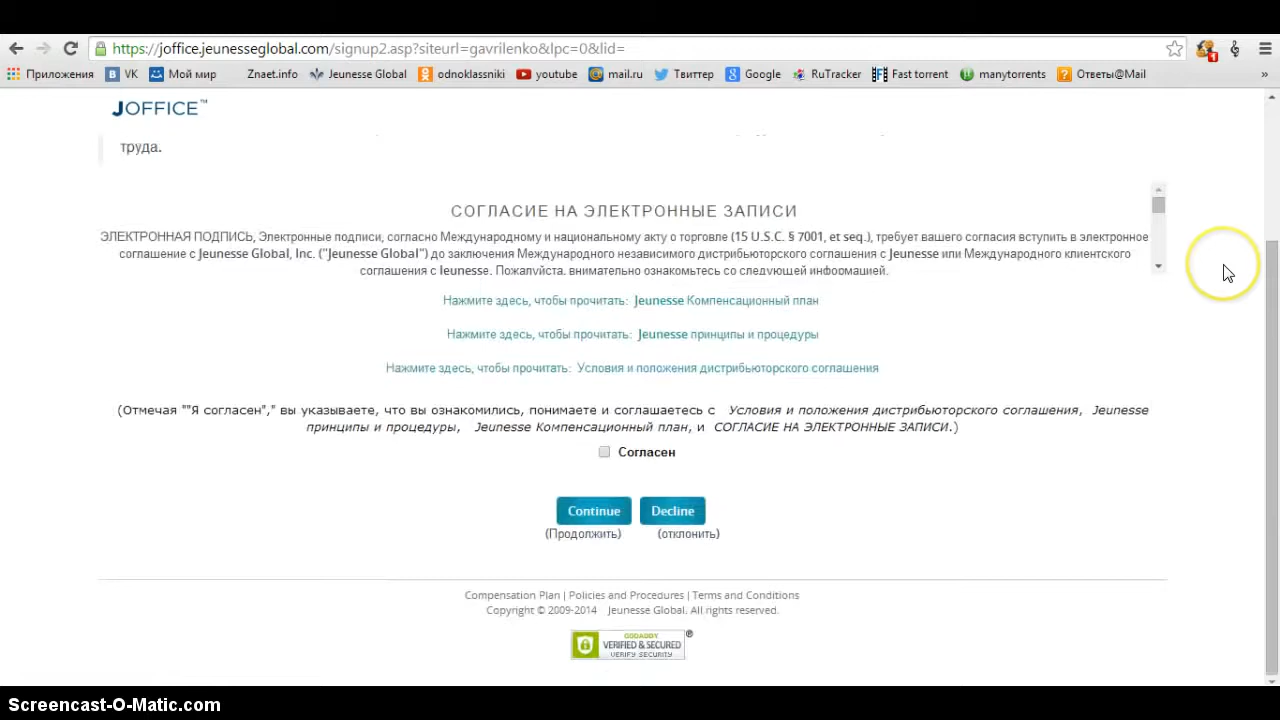 https://joffice.jeunesseglobal.com/signup2.asp?siteurl=gavrilenko&lpc=0&lid=
1
Приложения VK Мой мир Znaet.info Jeunesse Global odnoklassniki youtube mail.ru Твиттер Google RuTracker Fast torrent manytorrents Ответы@Mail »
JOFFICE™
труда.
СОГЛАСИЕ НА ЭЛЕКТРОННЫЕ ЗАПИСИ
ЭЛЕКТРОННАЯ ПОДПИСЬ, Электронные подписи, согласно Международному и национальному акту о торговле (15 U.S.C. § 7001, et seq.), требует вашего согласия вступить в электронное
соглашение с Jeunesse Global, Inc. ("Jeunesse Global") до заключения Международного независимого дистрибьюторского соглашения с Jeunesse или Международного клиентского
соглашения с Jeunesse. Пожалуйста, внимательно ознакомьтесь со следующей информацией.
Нажмите здесь, чтобы прочитать: Jeunesse Компенсационный план
Нажмите здесь, чтобы прочитать: Jeunesse принципы и процедуры
Нажмите здесь, чтобы прочитать: Условия и положения дистрибьюторского соглашения
(Отмечая ""Я согласен"," вы указываете, что вы ознакомились, понимаете и соглашаетесь с Условия и положения дистрибьюторского соглашения, Jeunesse
принципы и процедуры, Jeunesse Компенсационный план, и СОГЛАСИЕ НА ЭЛЕКТРОННЫЕ ЗАПИСИ.)
Согласен
Continue Decline
(Продолжить) (отклонить)
Compensation Plan | Policies and Procedures | Terms and Conditions
Copyright © 2009-2014 Jeunesse Global. All rights reserved.
GODADDY ®
VERIFIED & SECURED
VERIFY SECURITY
Screencast-O-Matic.com